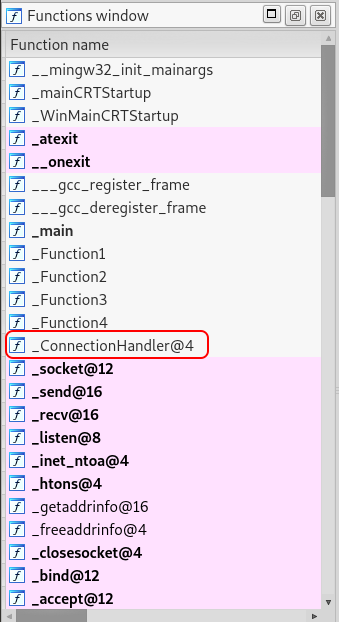 Functions window
Function name
__mingw32_init_mainargs
_mainCRTStartup
_WinMainCRTStartup
_atexit
__onexit
___gcc_register_frame
___gcc_deregister_frame
_main
_Function1
_Function2
_Function3
_Function4
_ConnectionHandler@4
_socket@12
_send@16
_recv@16
_listen@8
_inet_ntoa@4
_htons@4
_getaddrinfo@16
_freeaddrinfo@4
_closesocket@4
_bind@12
_accept@12